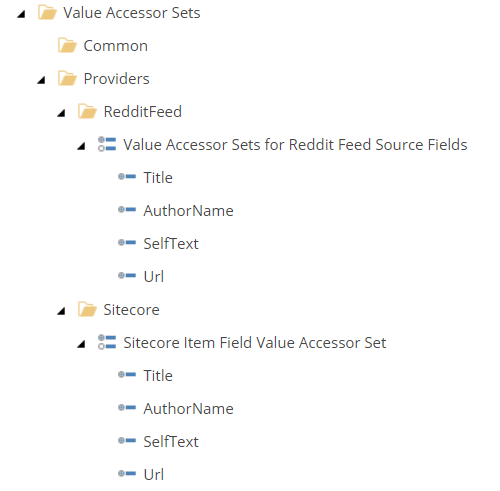 Value Accessor Sets
Common
Providers
RedditFeed
Value Accessor Sets for Reddit Feed Source Fields
Title
AuthorName
SelfText
Url
Sitecore
Sitecore Item Field Value Accessor Set
Title
AuthorName
SelfText
Url